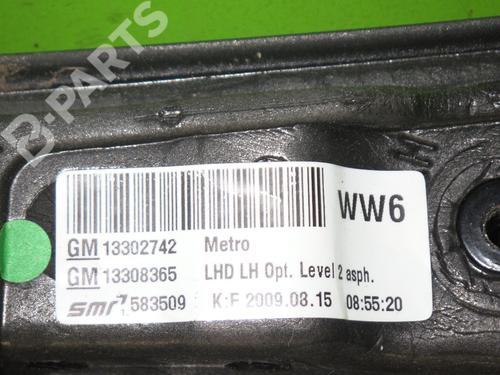 B-PARTS
WW6
GM 13302742 Metro
GM 13308365 LHD LH Opt. Level 2 asph.
smr 583509 K:F 2009.08.15 08:55:20